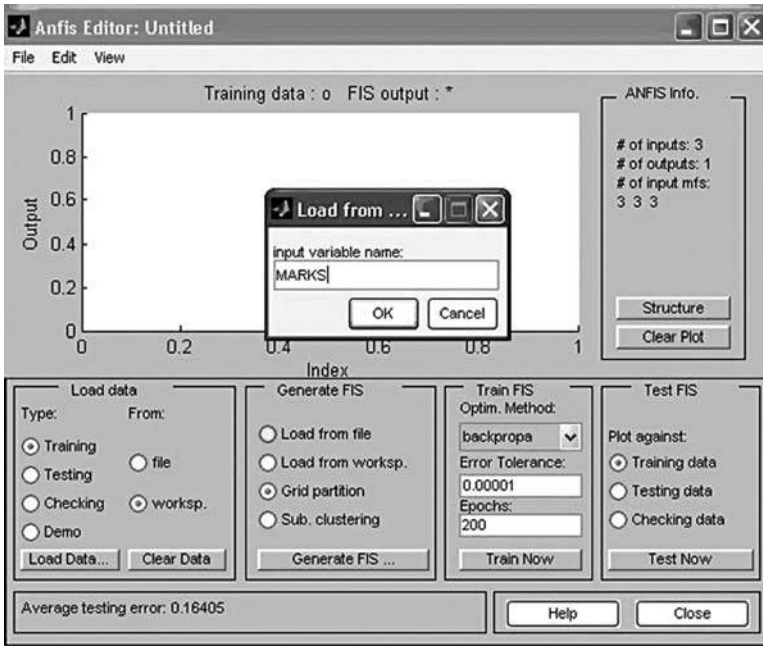 Anfis Editor: Untitled
File Edit View
Training data : o FIS output : *
ANFIS Info.
1
0.8
0.6
0.4
0.2
0
Output
0 0.2 0.4 0.6 0.8 1
Index
# of inputs: 3
# of outputs: 1
# of input mfs:
3 3 3
Structure
Clear Plot
Load from ...
input variable name:
MARKS
OK Cancel
Load data
Type: From:
Training
Testing
Checking
Demo
file
worksp.
Load Data... Clear Data
Generate FIS
Load from file
Load from worksp.
Grid partition
Sub. clustering
Generate FIS ...
Train FIS
Optim. Method:
backpropa
Error Tolerance:
0.00001
Epochs:
200
Train Now
Test FIS
Plot against:
Training data
Testing data
Checking data
Test Now
Average testing error: 0.16405
Help Close